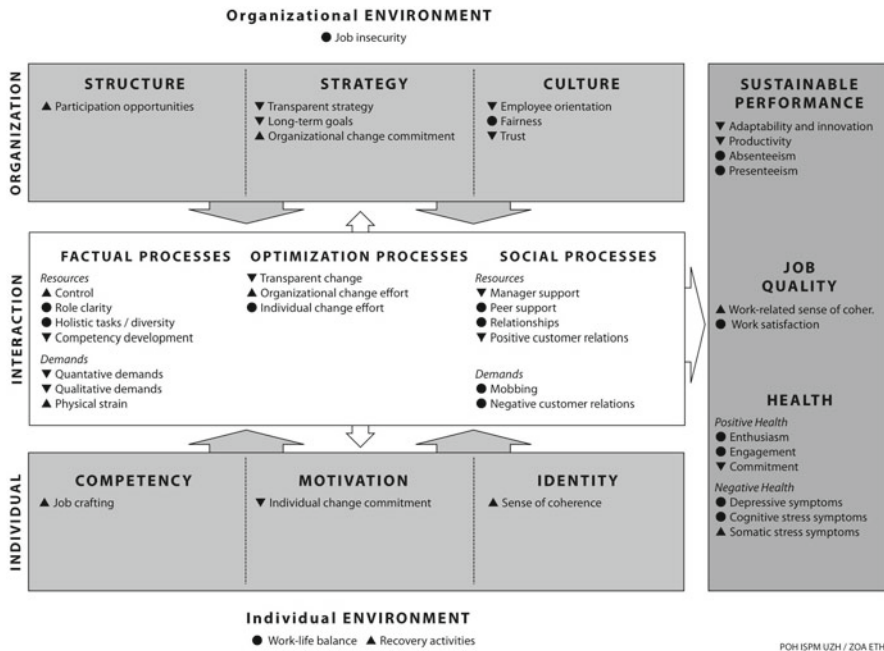 Organizational ENVIRONMENT
● Job insecurity
ORGANIZATION
STRUCTURE
▲ Participation opportunities
STRATEGY
▼ Transparent strategy
▼ Long-term goals
▲ Organizational change commitment
CULTURE
▼ Employee orientation
● Fairness
▼ Trust
INTERACTION
FACTUAL PROCESSES
Resources
▲ Control
● Role clarity
● Holistic tasks / diversity
▼ Competency development
Demands
▼ Quantative demands
▼ Qualitative demands
▲ Physical strain
OPTIMIZATION PROCESSES
▼ Transparent change
▲ Organizational change effort
● Individual change effort
SOCIAL PROCESSES
Resources
▼ Manager support
● Peer support
● Relationships
▼ Positive customer relations
Demands
● Mobbing
● Negative customer relations
INDIVIDUAL
COMPETENCY
▲ Job crafting
MOTIVATION
▼ Individual change commitment
IDENTITY
▲ Sense of coherence
Individual ENVIRONMENT
● Work-life balance ▲ Recovery activities
SUSTAINABLE
PERFORMANCE
▼ Adaptability and innovation
▼ Productivity
● Absenteeism
● Presenteeism
JOB
QUALITY
▲ Work-related sense of coher.
● Work satisfaction
HEALTH
Positive Health
● Enthusiasm
● Engagement
▼ Commitment
Negative Health
● Depressive symptoms
● Cognitive stress symptoms
▲ Somatic stress symptoms
POH ISPM UZH / ZOA ETH